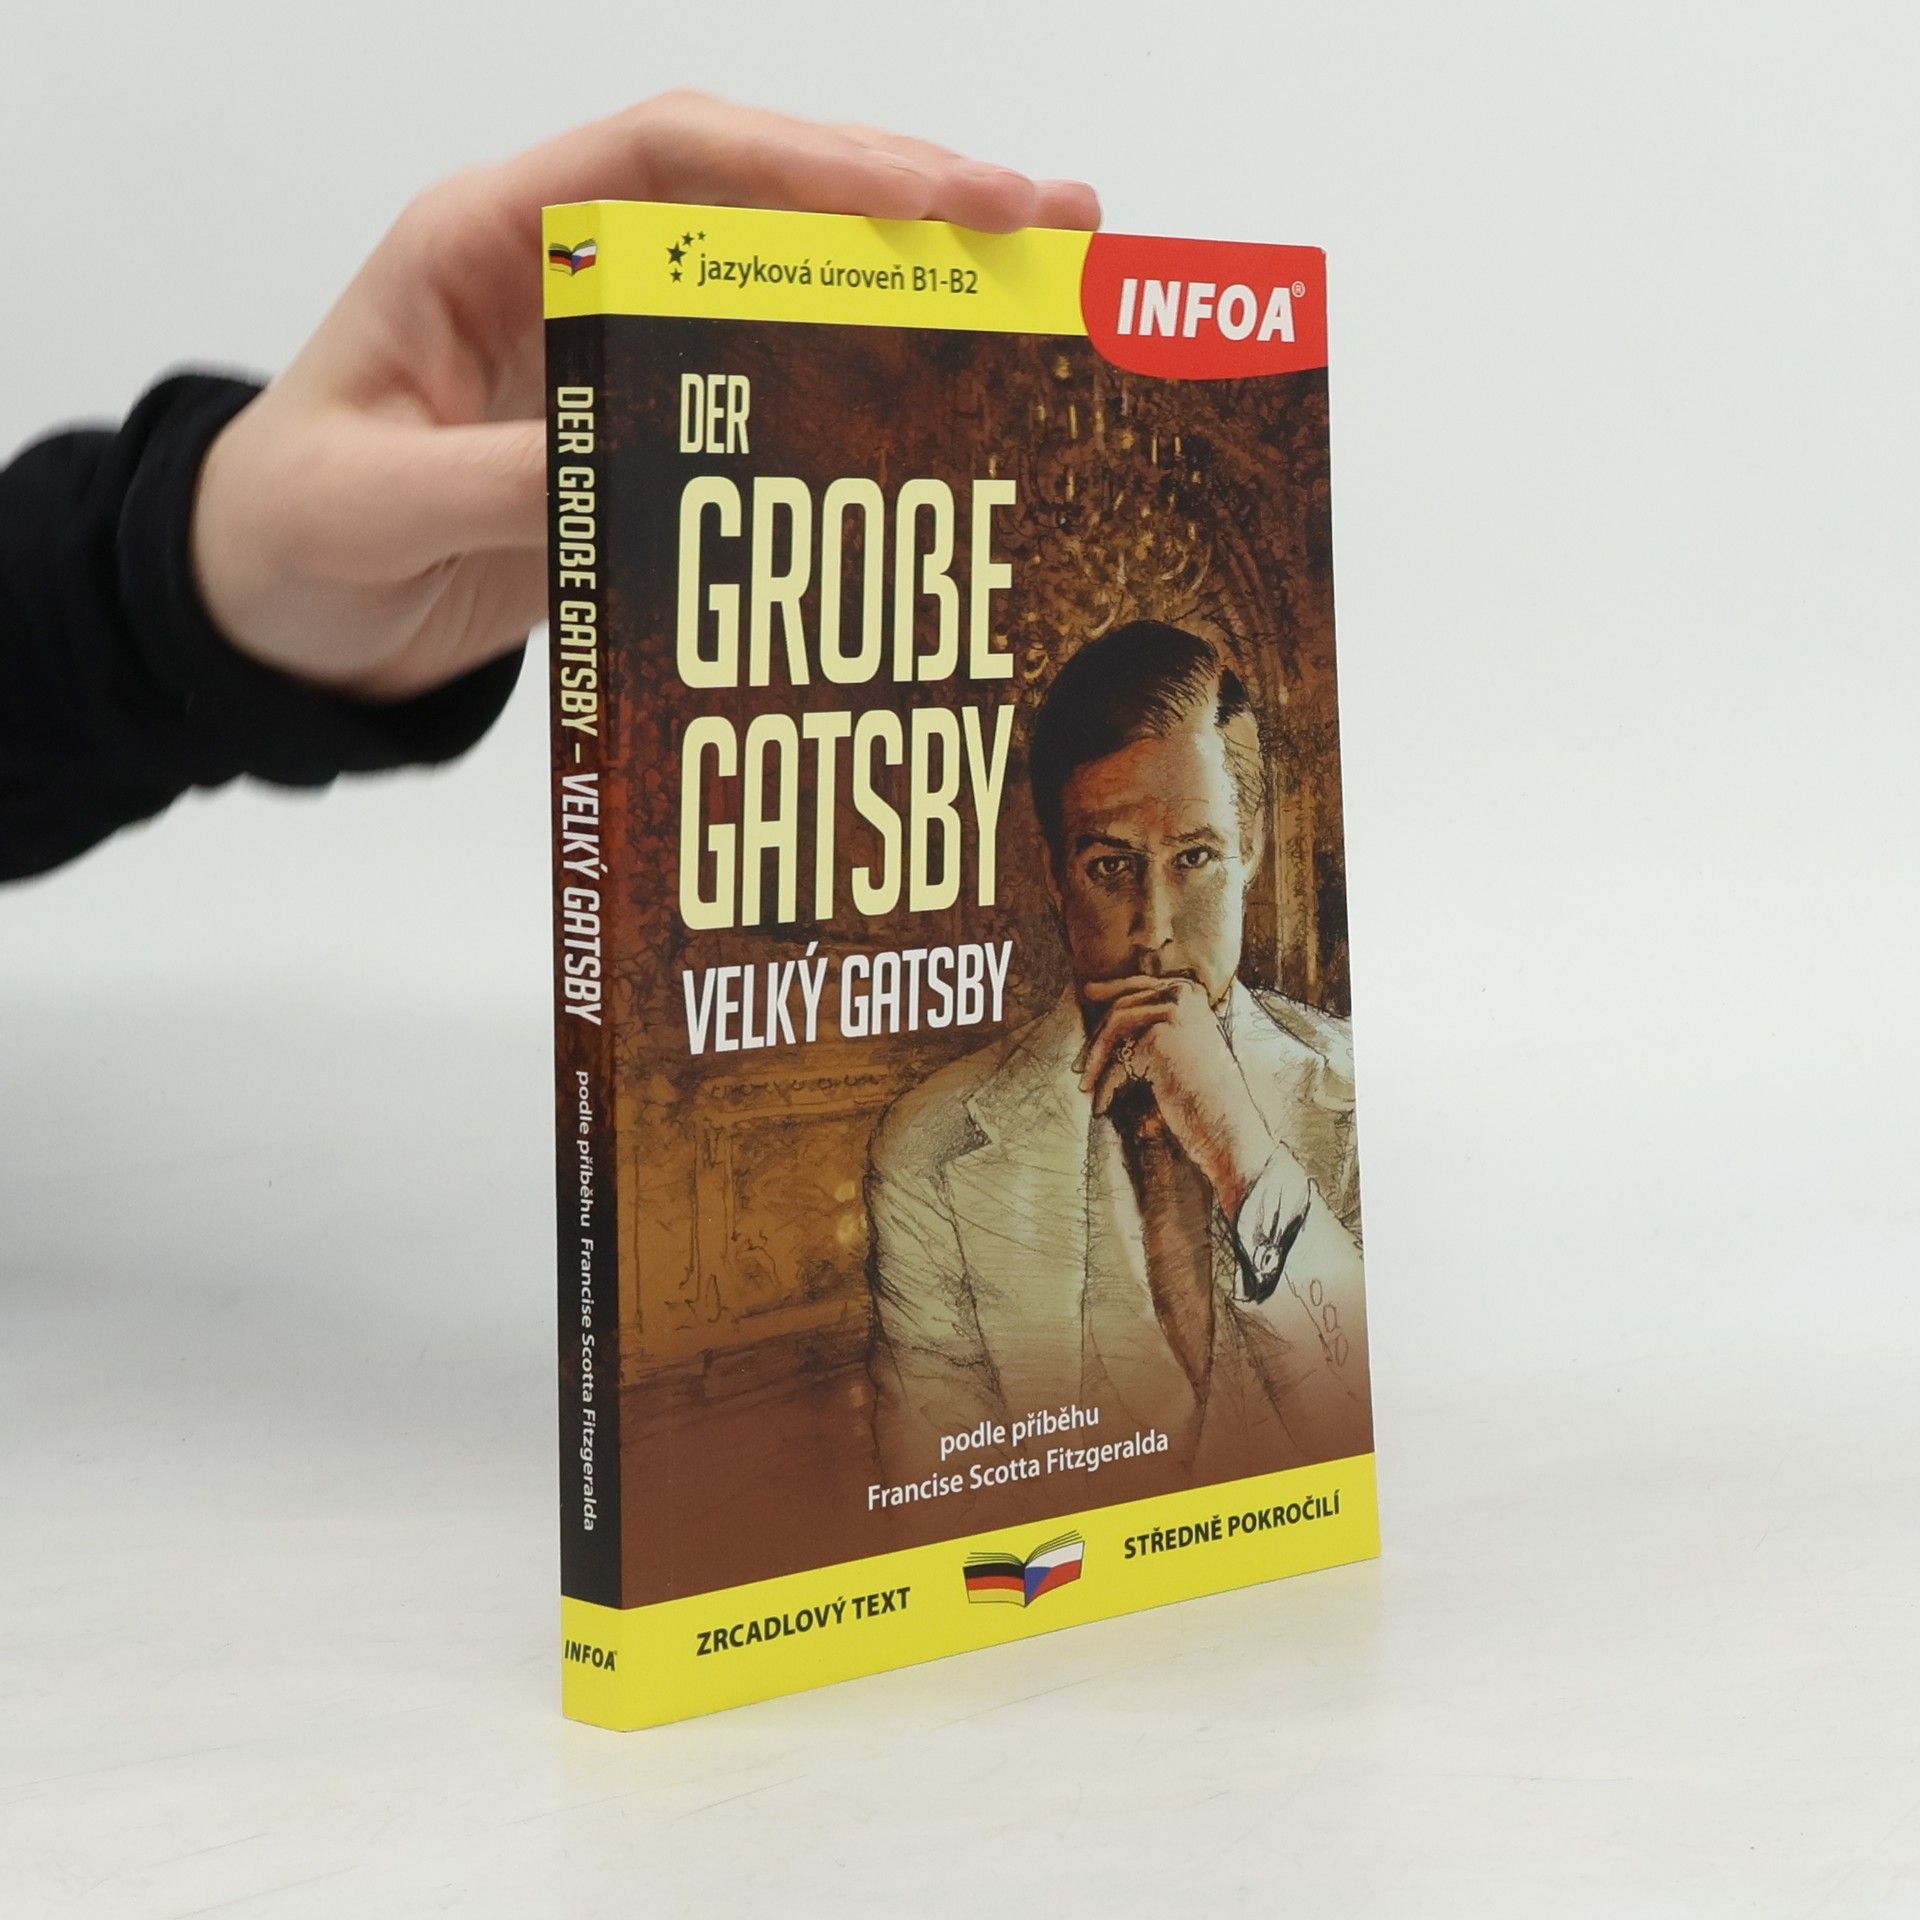 jazyková úroveň B1-B2
INFOA®
DER
GROßE
GATSBY
VELKÝ GATSBY
podle příběhu
Francise Scotta Fitzgeralda
ZRCADLOVÝ TEXT
STŘEDNĚ POKROČILÍ
DER GROßE GATSBY – VELKÝ GATSBY podle příběhu Francise Scotta Fitzgeralda
INFOA®